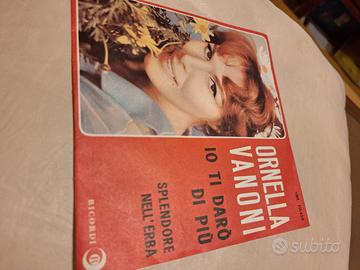 ORNELLA
VANONI
IO TI DARÒ
DI PIÙ
SPLENDORE
NELL'ERBA
RICORDI
subito